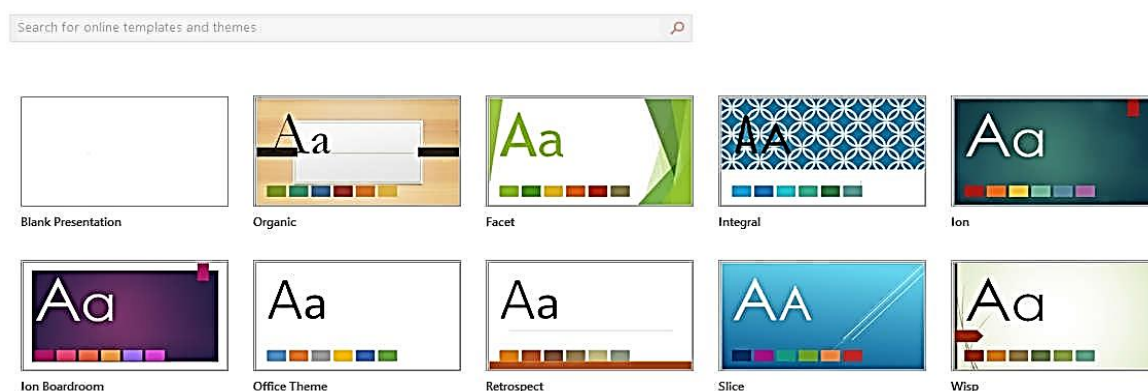 Search for online templates and themes
Aa Aa Aa Aa
Blank Presentation Organic Facet Integral Ion
Aa Aa Aa Aa Aa
Ion Boardroom Office Theme Retrospect Slice Wisp